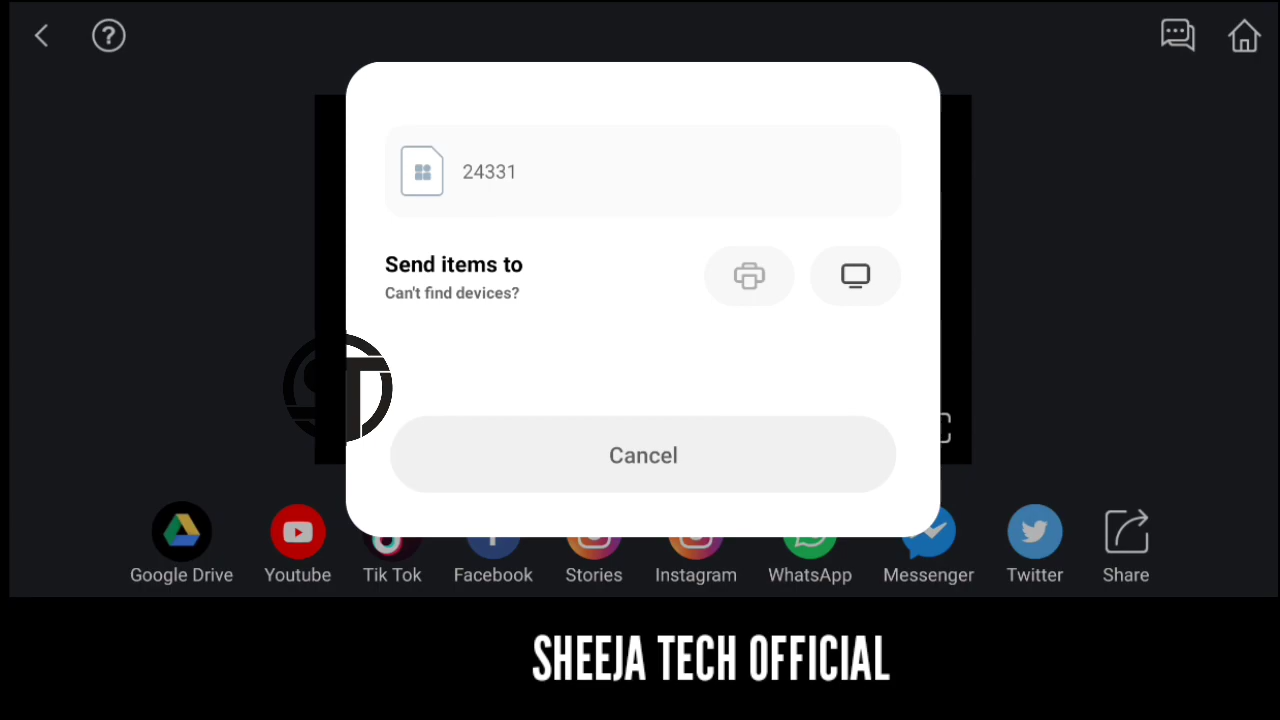 24331
Send items to
Can't find devices?
Cancel
Google Drive
Youtube
Tik Tok
Facebook
Stories
Instagram
WhatsApp
Messenger
Twitter
Share
SHEEJA TECH OFFICIAL